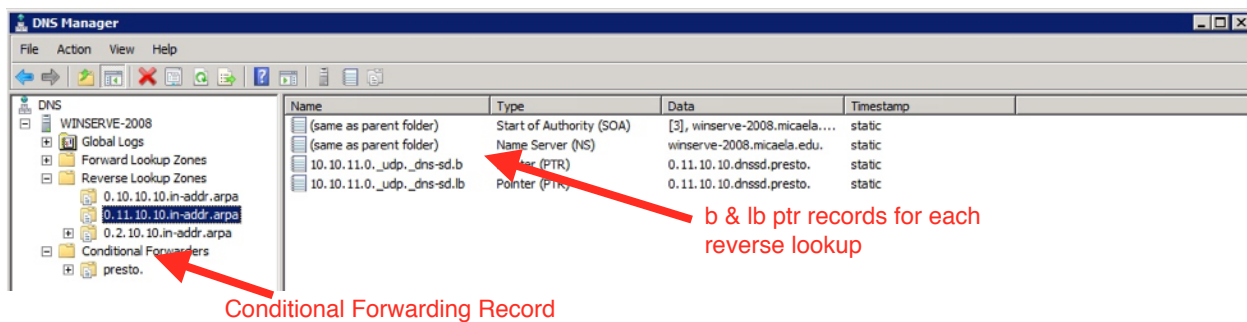 DNS Manager
File Action View Help
DNS
WINSERVE-2008
Global Logs
Forward Lookup Zones
Reverse Lookup Zones
0.10.10.10.in-addr.arpa
0.11.10.10.in-addr.arpa
0.2.10.10.in-addr.arpa
Conditional Forwarders
presto.
Name Type Data Timestamp
(same as parent folder) Start of Authority (SOA) [3], winserve-2008.micaela.... static
(same as parent folder) Name Server (NS) winserve-2008.micaela.edu. static
10.10.11.0._udp._dns-sd.b Pointer (PTR) 0.11.10.10.dnssd.presto. static
10.10.11.0._udp._dns-sd.lb Pointer (PTR) 0.11.10.10.dnssd.presto. static
b & lb ptr records for each
reverse lookup
Conditional Forwarding Record